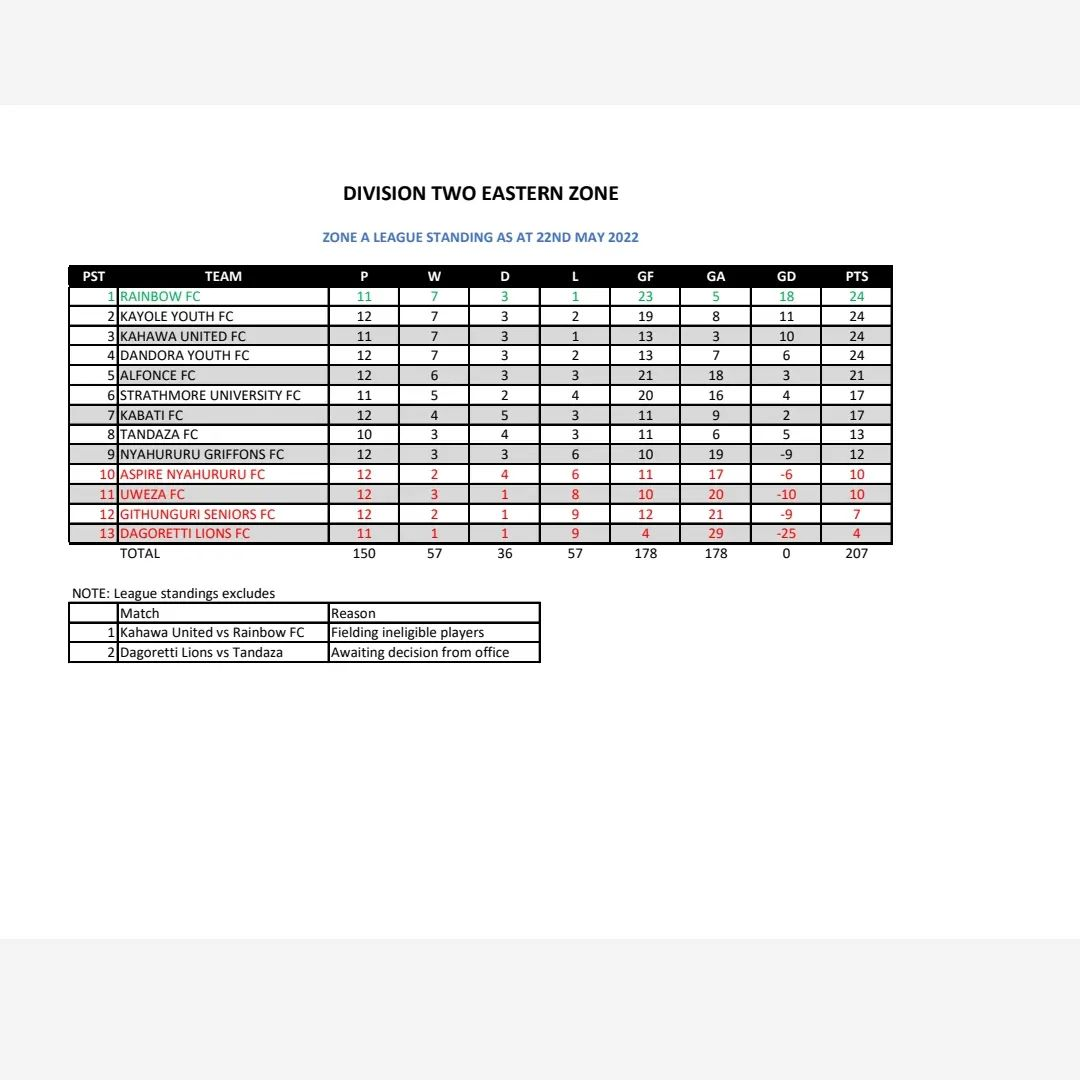 DIVISION TWO EASTERN ZONE
ZONE A LEAGUE STANDING AS AT 22ND MAY 2022
PST TEAM P W D L GF GA GD PTS
1 RAINBOW FC 11 7 3 1 23 5 18 24
2 KAYOLE YOUTH FC 12 7 3 2 19 8 11 24
3 KAHAWA UNITED FC 11 7 3 1 13 3 10 24
4 DANDORA YOUTH FC 12 7 3 2 13 7 6 24
5 ALFONCE FC 12 6 3 3 21 18 3 21
6 STRATHMORE UNIVERSITY FC 11 5 2 4 20 16 4 17
7 KABATI FC 12 4 5 3 11 9 2 17
8 TANDAZA FC 10 3 4 3 11 6 5 13
9 NYAHURURU GRIFFONS FC 12 3 3 6 10 19 -9 12
10 ASPIRE NYAHURURU FC 12 2 4 6 11 17 -6 10
11 UWEZA FC 12 3 1 8 10 20 -10 10
12 GITHUNGURI SENIORS FC 12 2 1 9 12 21 -9 7
13 DAGORETTI LIONS FC 11 1 1 9 4 29 -25 4
TOTAL 150 57 36 57 178 178 0 207
NOTE: League standings excludes
Match Reason
1 Kahawa United vs Rainbow FC Fielding ineligible players
2 Dagoretti Lions vs Tandaza Awaiting decision from office